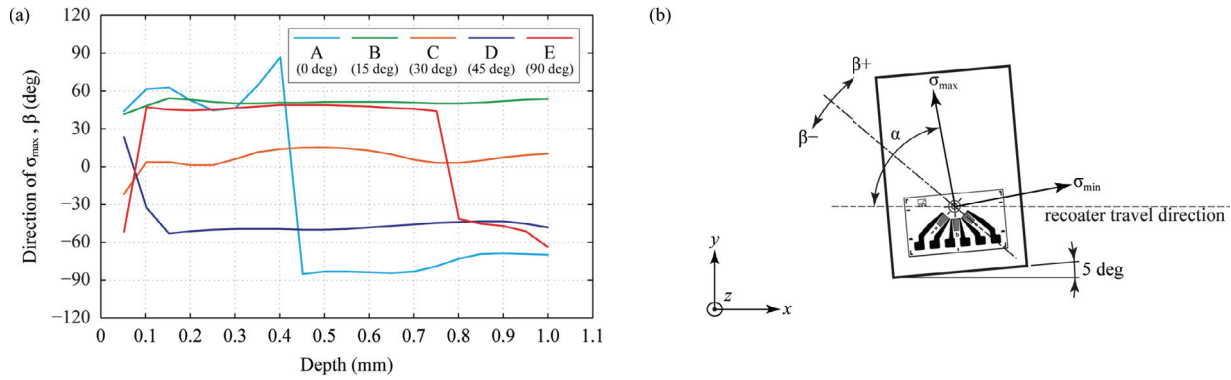 (a)
Direction of σmax , β (deg)
120
90
60
30
0
−30
−60
−90
−120
A B C D E
(0 deg) (15 deg) (30 deg) (45 deg) (90 deg)
0 0.1 0.2 0.3 0.4 0.5 0.6 0.7 0.8 0.9 1.0 1.1
Depth (mm)
(b)
β+
β−
α
σmax
σmin
recoater travel direction
5 deg
y
z
x